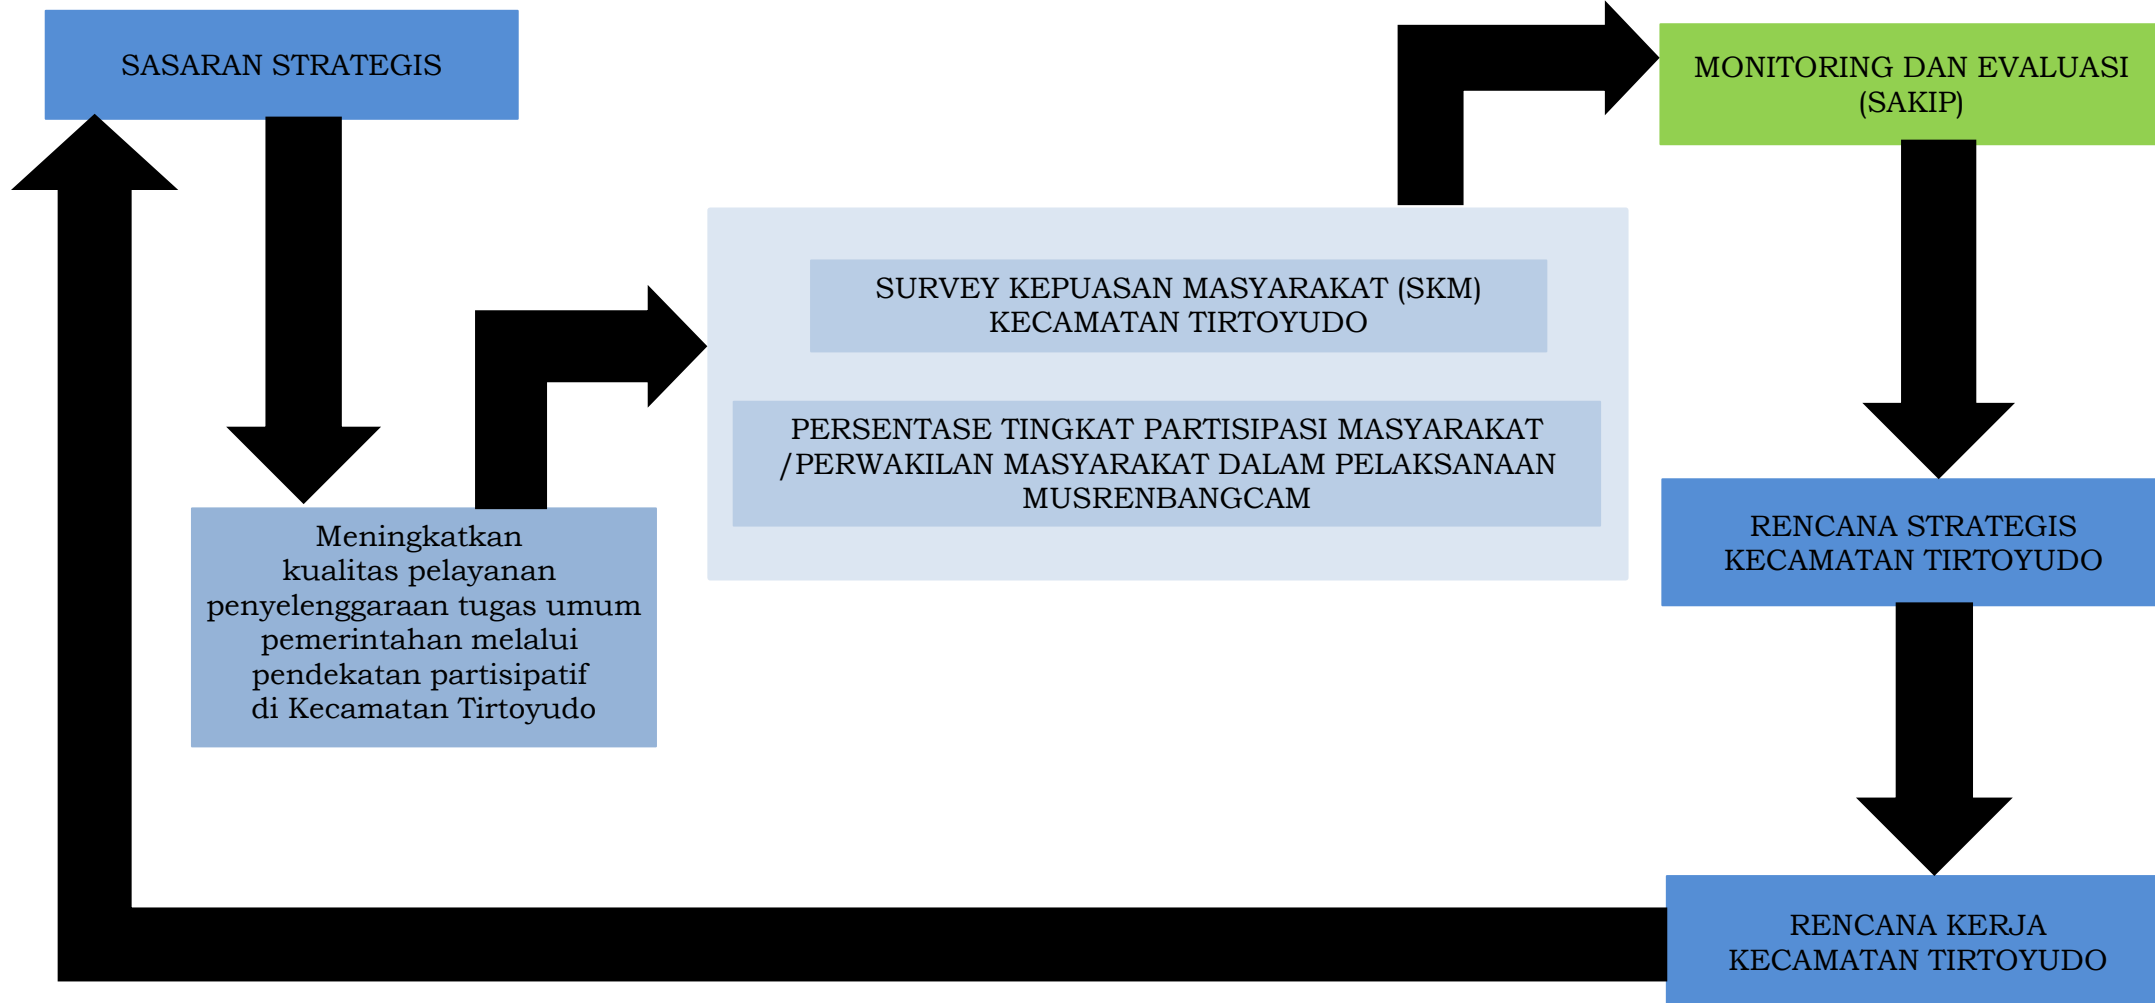 SASARAN STRATEGIS
MONITORING DAN EVALUASI
(SAKIP)
SURVEY KEPUASAN MASYARAKAT (SKM)
KECAMATAN TIRTOYUDO
PERSENTASE TINGKAT PARTISIPASI MASYARAKAT
/PERWAKILAN MASYARAKAT DALAM PELAKSANAAN
MUSRENBANGCAM
Meningkatkan
kualitas pelayanan
penyelenggaraan tugas umum
pemerintahan melalui
pendekatan partisipatif
di Kecamatan Tirtoyudo
RENCANA STRATEGIS
KECAMATAN TIRTOYUDO
RENCANA KERJA
KECAMATAN TIRTOYUDO